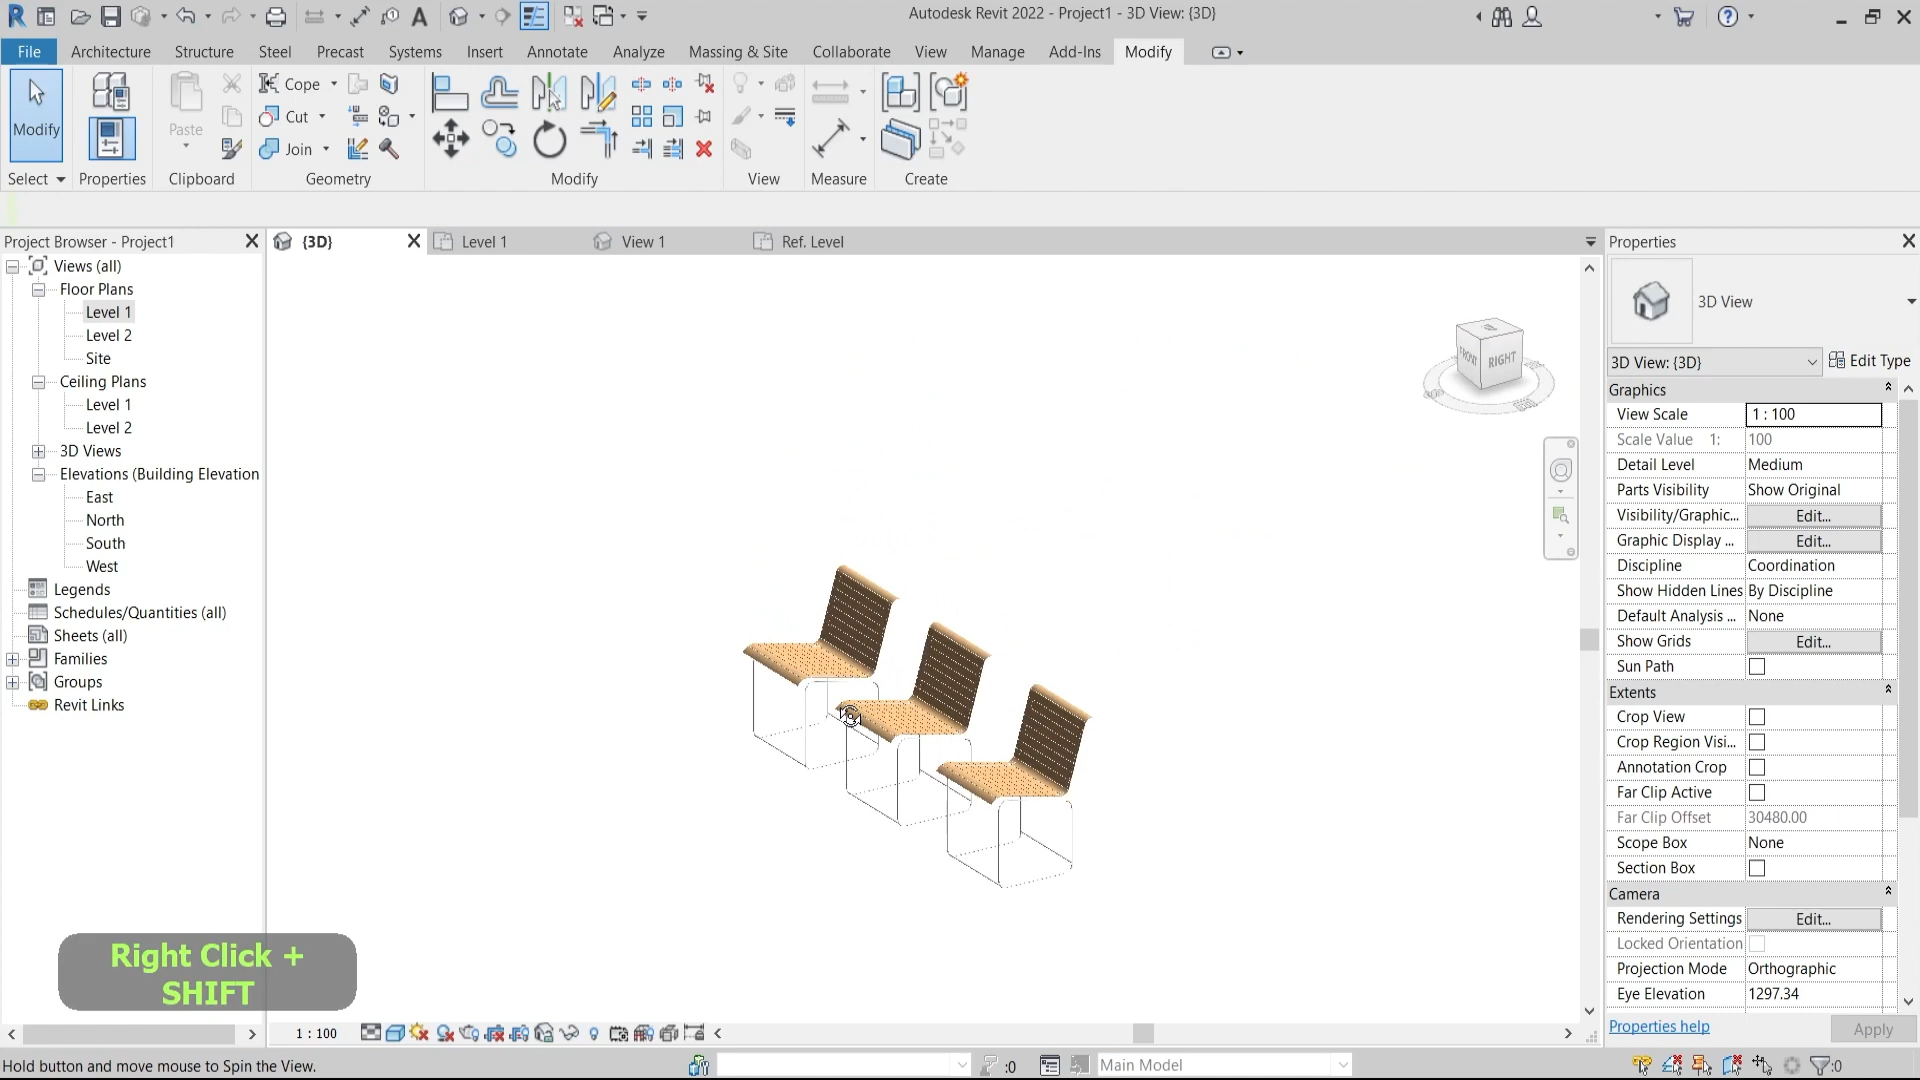 Autodesk Revit 2022 - Project1 - 3D View: {3D}
File
Architecture
Structure
Steel
Precast
Systems
Insert
Annotate
Analyze
Massing & Site
Collaborate
View
Manage
Add-Ins
Modify
Modify
Paste
Cope
Cut
Join
Select
Properties
Clipboard
Geometry
Modify
View
Measure
Create
Project Browser - Project1
{3D}
Level 1
View 1
Ref. Level
Properties
Views (all)
Floor Plans
Level 1
Level 2
Site
Ceiling Plans
Level 1
Level 2
3D Views
Elevations (Building Elevation
East
North
South
West
Legends
Schedules/Quantities (all)
Sheets (all)
Families
Groups
Revit Links
FRONT
RIGHT
3D View
3D View: {3D}
Edit Type
Graphics
View Scale 1 : 100
Scale Value 1: 100
Detail Level Medium
Parts Visibility Show Original
Visibility/Graphic... Edit...
Graphic Display ... Edit...
Discipline Coordination
Show Hidden Lines By Discipline
Default Analysis ... None
Show Grids Edit...
Sun Path
Extents
Crop View
Crop Region Visi...
Annotation Crop
Far Clip Active
Far Clip Offset 30480.00
Scope Box None
Section Box
Camera
Rendering Settings Edit...
Locked Orientation
Projection Mode Orthographic
Eye Elevation 1297.34
Properties help
Apply
Right Click +
SHIFT
1 : 100
Hold button and move mouse to Spin the View.
:0
Main Model
:0